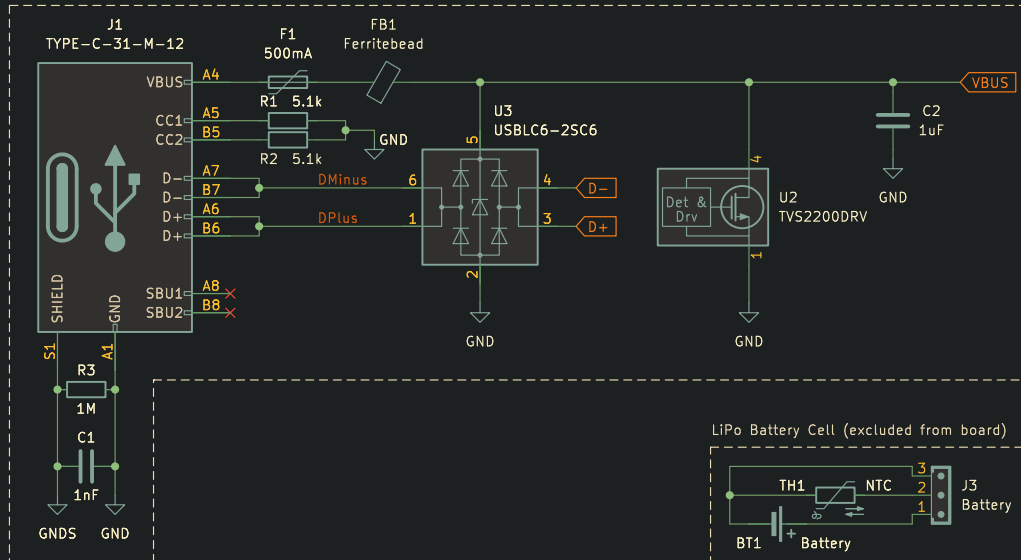 J1
TYPE-C-31-M-12
F1
500mA
FB1
Ferritebead
VBUS A4
R1 5.1k
CC1 A5
CC2 B5
R2 5.1k
GND
D- A7
D- B7
D+ A6
D+ B6
SBU1 A8
SBU2 B8
SHIELD
GND
S1
A1
DMinus
DPlus
U3
USBLC6-2SC6
5
6
1
4
3
2
D-
D+
GND
4
Det &
Drv
U2
TVS2200DRV
1
GND
VBUS
C2
1uF
GND
R3
1M
C1
1nF
GNDS
GND
LiPo Battery Cell (excluded from board)
TH1
NTC
3
2
1
J3
Battery
BT1
+
Battery